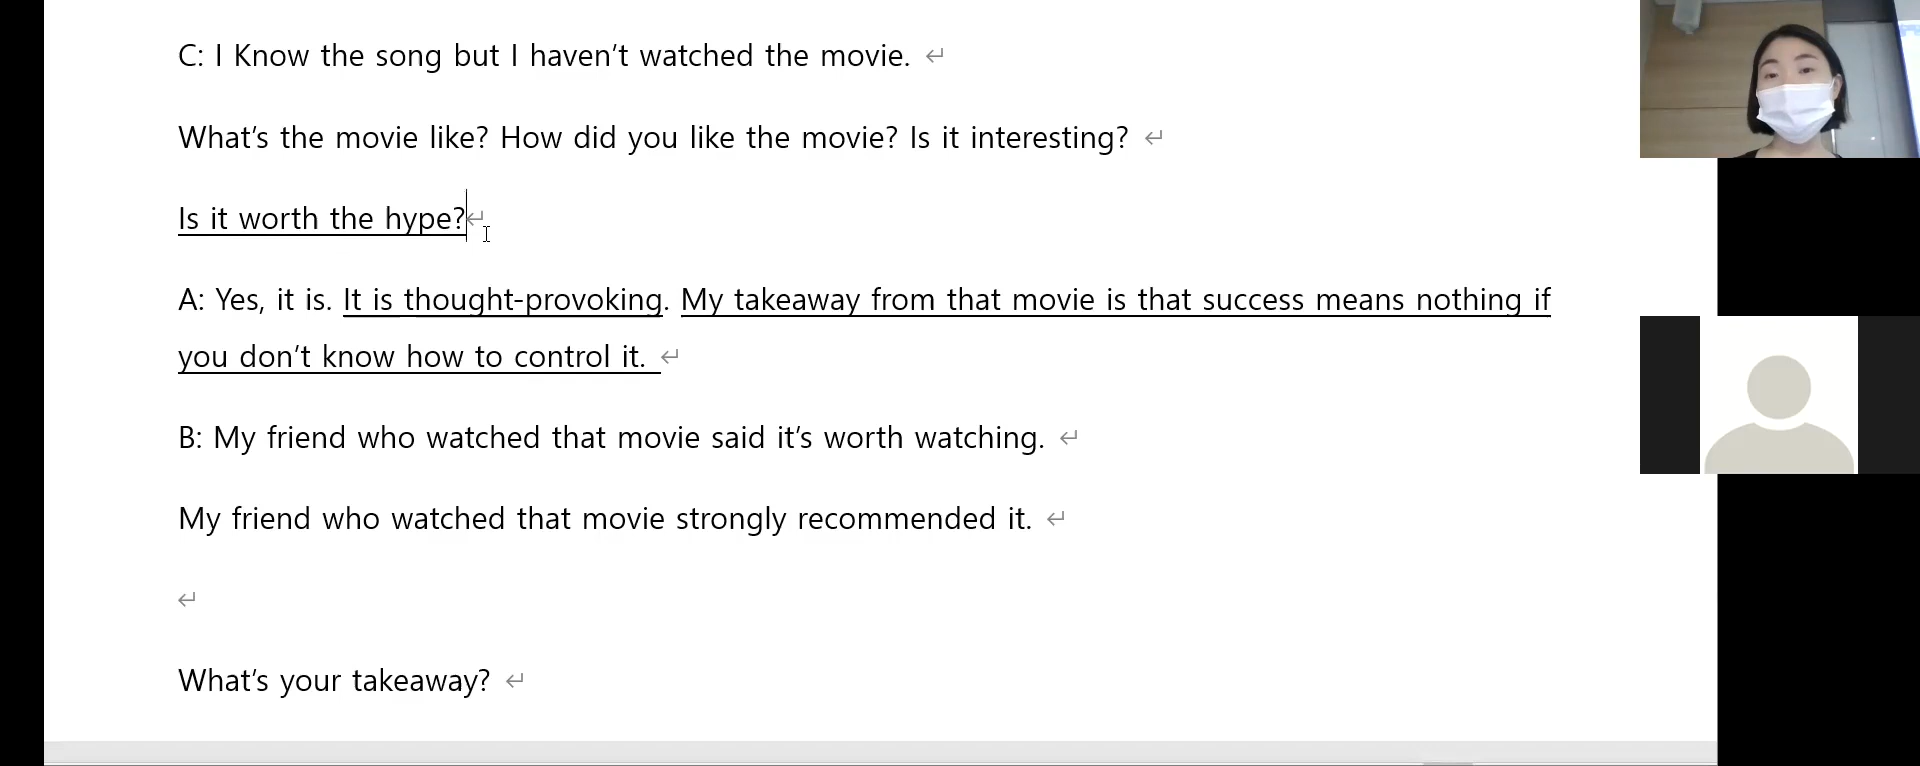 C: I Know the song but I haven’t watched the movie. ↵
What’s the movie like? How did you like the movie? Is it interesting? ↵
Is it worth the hype?↵
A: Yes, it is. It is thought-provoking. My takeaway from that movie is that success means nothing if
you don’t know how to control it. ↵
B: My friend who watched that movie said it’s worth watching. ↵
My friend who watched that movie strongly recommended it. ↵
↵
What’s your takeaway? ↵